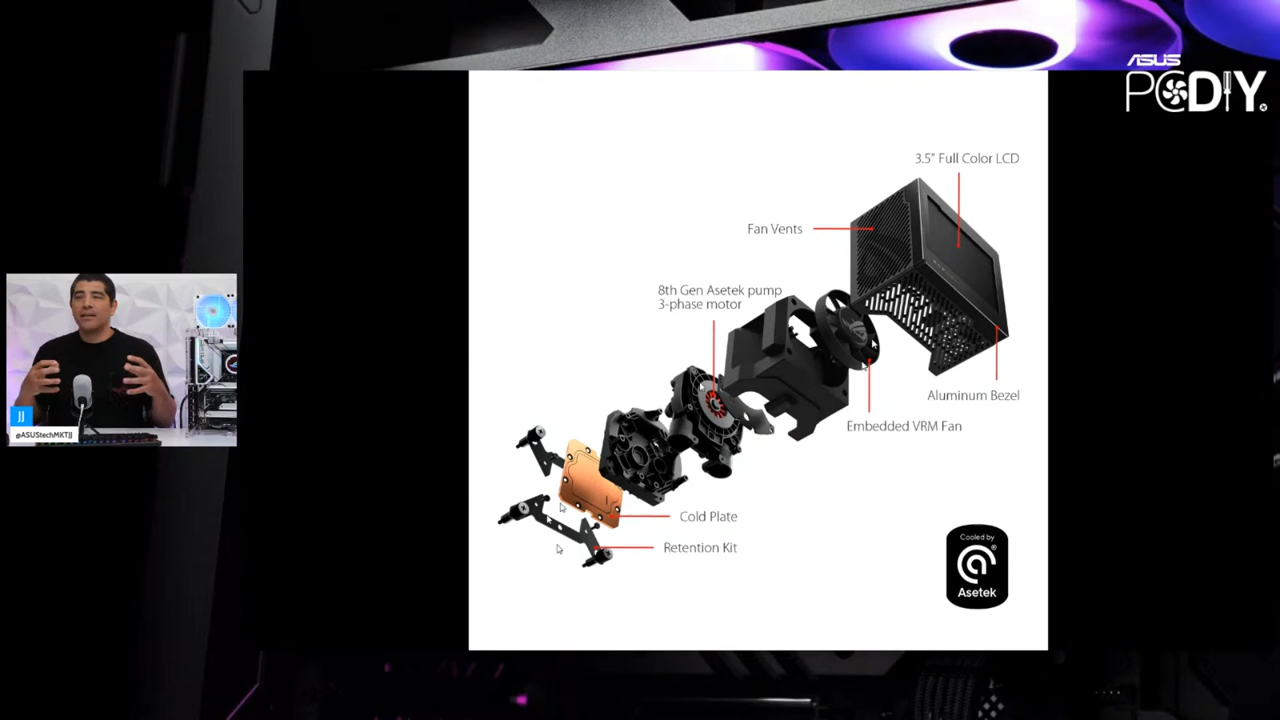 ASUS
PCDIY.
3.5" Full Color LCD
Fan Vents
8th Gen Asetek pump
3-phase motor
Aluminum Bezel
Embedded VRM Fan
Cold Plate
Retention Kit
Cooled by
Asetek
JJ
@ASUStechMKTJJ